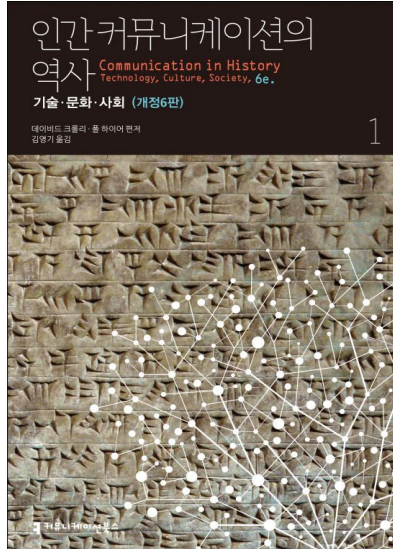 인간 커뮤니케이션의
역사 Communication in History
Technology, Culture, Society, 6e.
기술·문화·사회 (개정6판)
데이비드 크롤리·폴 하이어 편저
김영기 옮김
1
커뮤니케이션북스